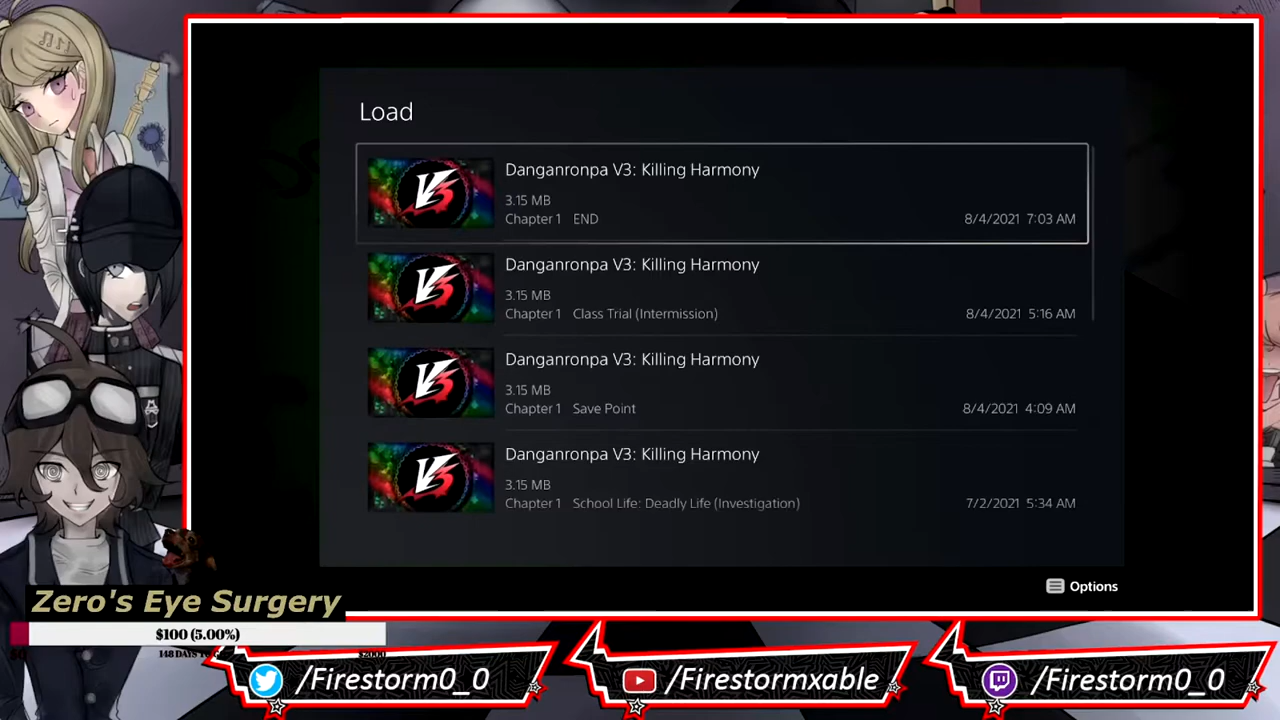 Load
Danganronpa V3: Killing Harmony
3.15 MB
Chapter 1 END 8/4/2021 7:03 AM
Danganronpa V3: Killing Harmony
3.15 MB
Chapter 1 Class Trial (Intermission) 8/4/2021 5:16 AM
Danganronpa V3: Killing Harmony
3.15 MB
Chapter 1 Save Point 8/4/2021 4:09 AM
Danganronpa V3: Killing Harmony
3.15 MB
Chapter 1 School Life: Deadly Life (Investigation) 7/2/2021 5:34 AM
Options
Zero's Eye Surgery
$100 (5.00%)
148 DAYS $2000
/Firestorm0_0 /Firestormxable /Firestorm0_0